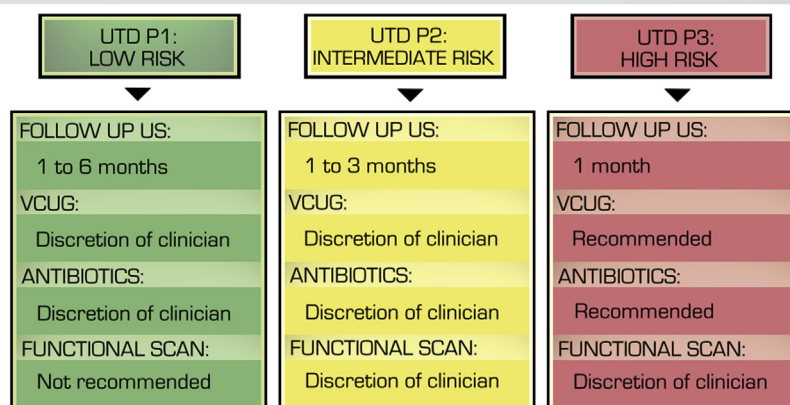 UTD P1:
LOW RISK
FOLLOW UP US:
1 to 6 months
VCUG:
Discretion of clinician
ANTIBIOTICS:
Discretion of clinician
FUNCTIONAL SCAN:
Not recommended
UTD P2:
INTERMEDIATE RISK
FOLLOW UP US:
1 to 3 months
VCUG:
Discretion of clinician
ANTIBIOTICS:
Discretion of clinician
FUNCTIONAL SCAN:
Discretion of clinician
UTD P3:
HIGH RISK
FOLLOW UP US:
1 month
VCUG:
Recommended
ANTIBIOTICS:
Recommended
FUNCTIONAL SCAN:
Discretion of clinician